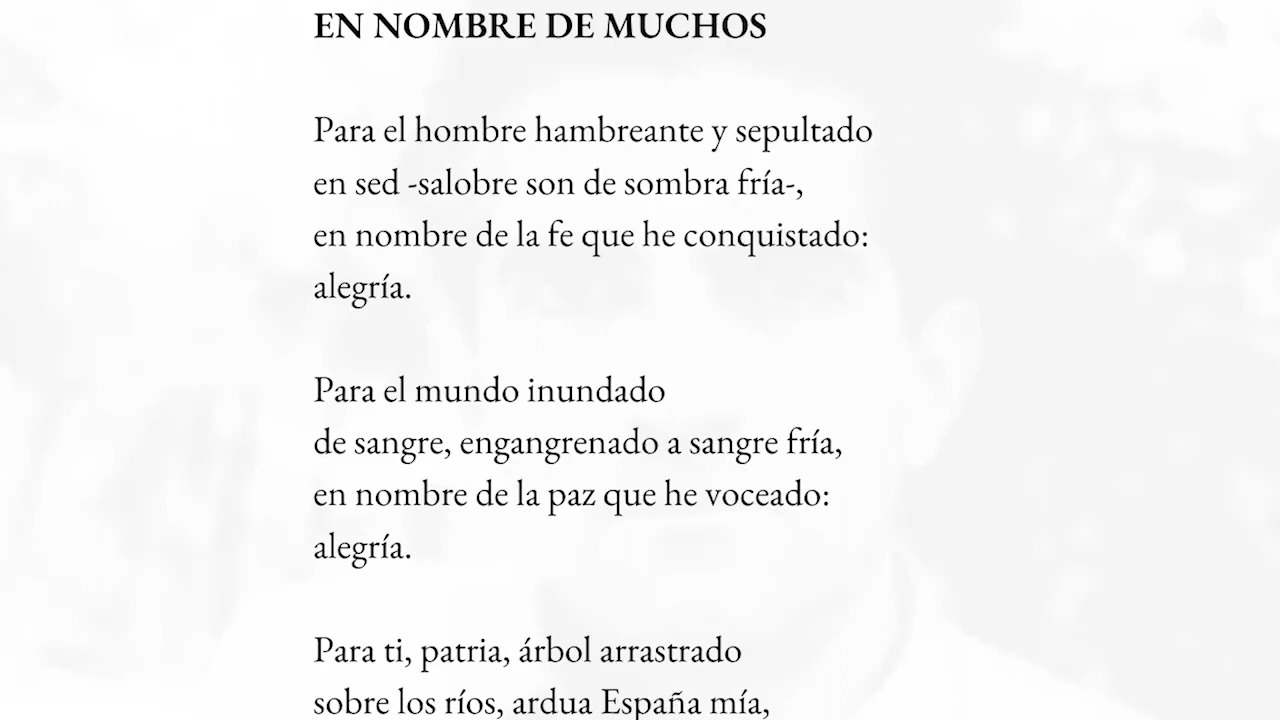 EN NOMBRE DE MUCHOS
Para el hombre hambreante y sepultado
en sed -salobre son de sombra fría-,
en nombre de la fe que he conquistado:
alegría.
Para el mundo inundado
de sangre, engangrenado a sangre fría,
en nombre de la paz que he voceado:
alegría.
Para ti, patria, árbol arrastrado
sobre los ríos, ardua España mía,